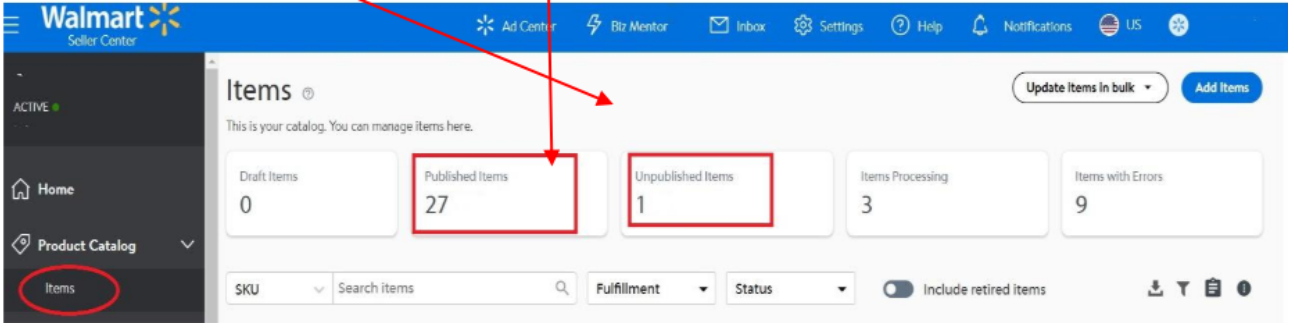 Walmart
Seller Center
Ad Center
Biz Mentor
Inbox
Settings
Help
Notifications
US
ACTIVE
Home
Product Catalog
Items
Items
Update items in bulk
Add Items
This is your catalog. You can manage items here.
Draft Items
0
Published Items
27
Unpublished Items
1
Items Processing
3
Items with Errors
9
SKU
Search items
Fulfillment
Status
Include retired items